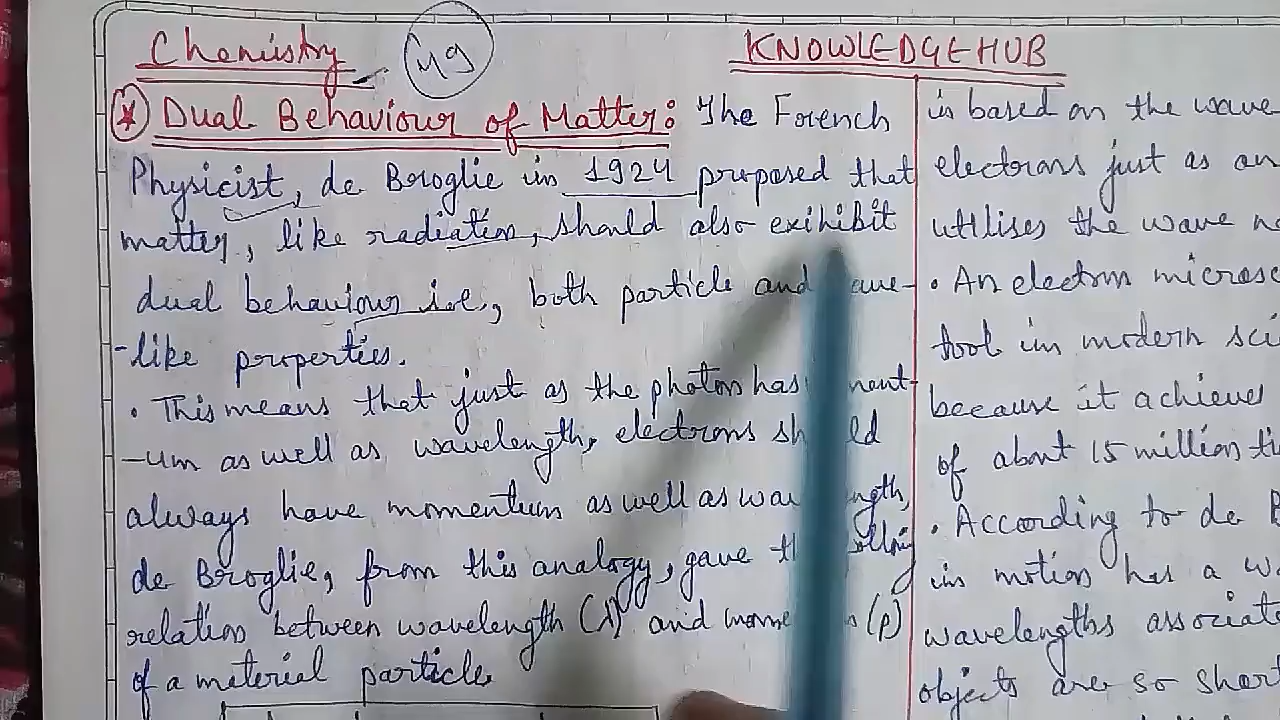 Chemistry
49
KNOWLEDGE HUB
* Dual Behaviour of Matter: The French
Physicist, de Broglie in 1924 proposed that
matter, like radiation, should also exihibit
dual behaviour i.e., both particle and
-like properties.
• This means that just as the photon has
-um as well as wavelength, electrons
always have momentum as well as
de Broglie, from this analogy, gave
relation between wavelength (λ) and (p)
of a material particle
is based on the wave
electrons just as an
utilises the wave
• An electron
tool in modern
because it achieves
of about 15 million
• According to de
in motion has a
wavelengths
objects are so short